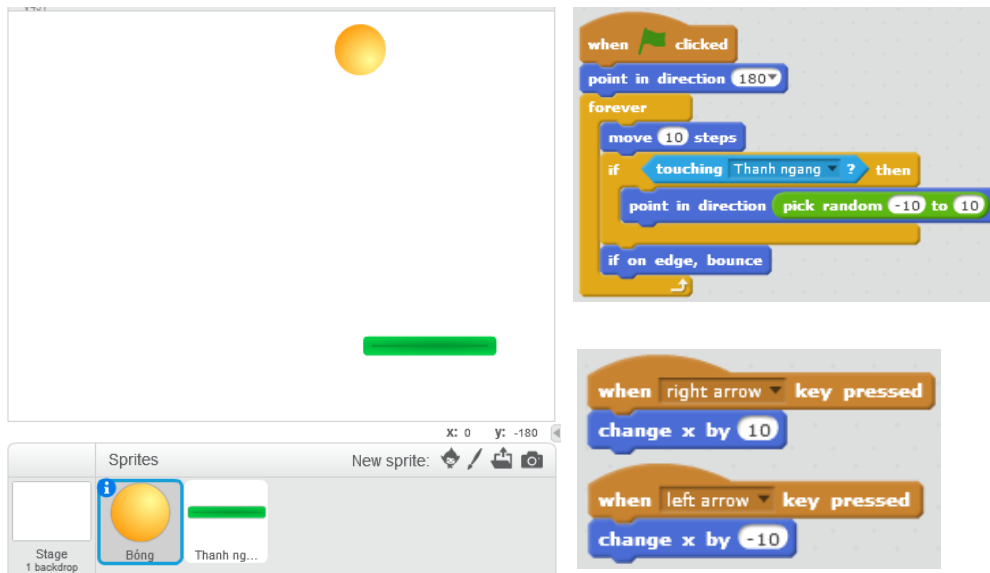 when clicked
point in direction 180
forever
move 10 steps
if touching Thanh ngang ? then
point in direction pick random -10 to 10
if on edge, bounce
x: 0 y: -180
Sprites New sprite:
Stage
1 backdrop
Bóng
Thanh ng...
when right arrow key pressed
change x by 10
when left arrow key pressed
change x by -10